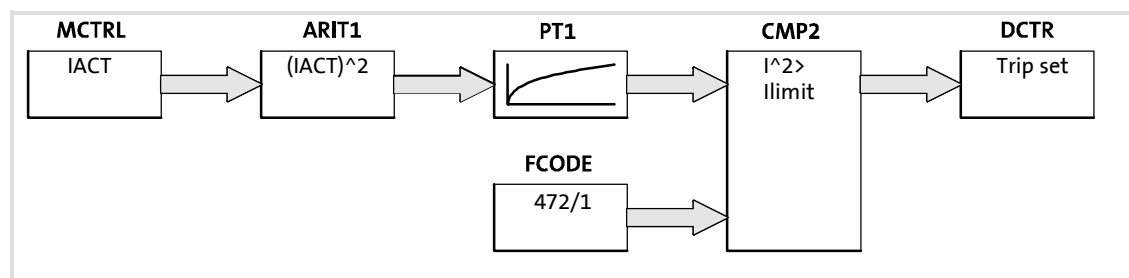 MCTRL ARIT1 PT1 CMP2 DCTR
IACT (IACT)^2 I^2> Trip set
Ilimit
FCODE
472/1